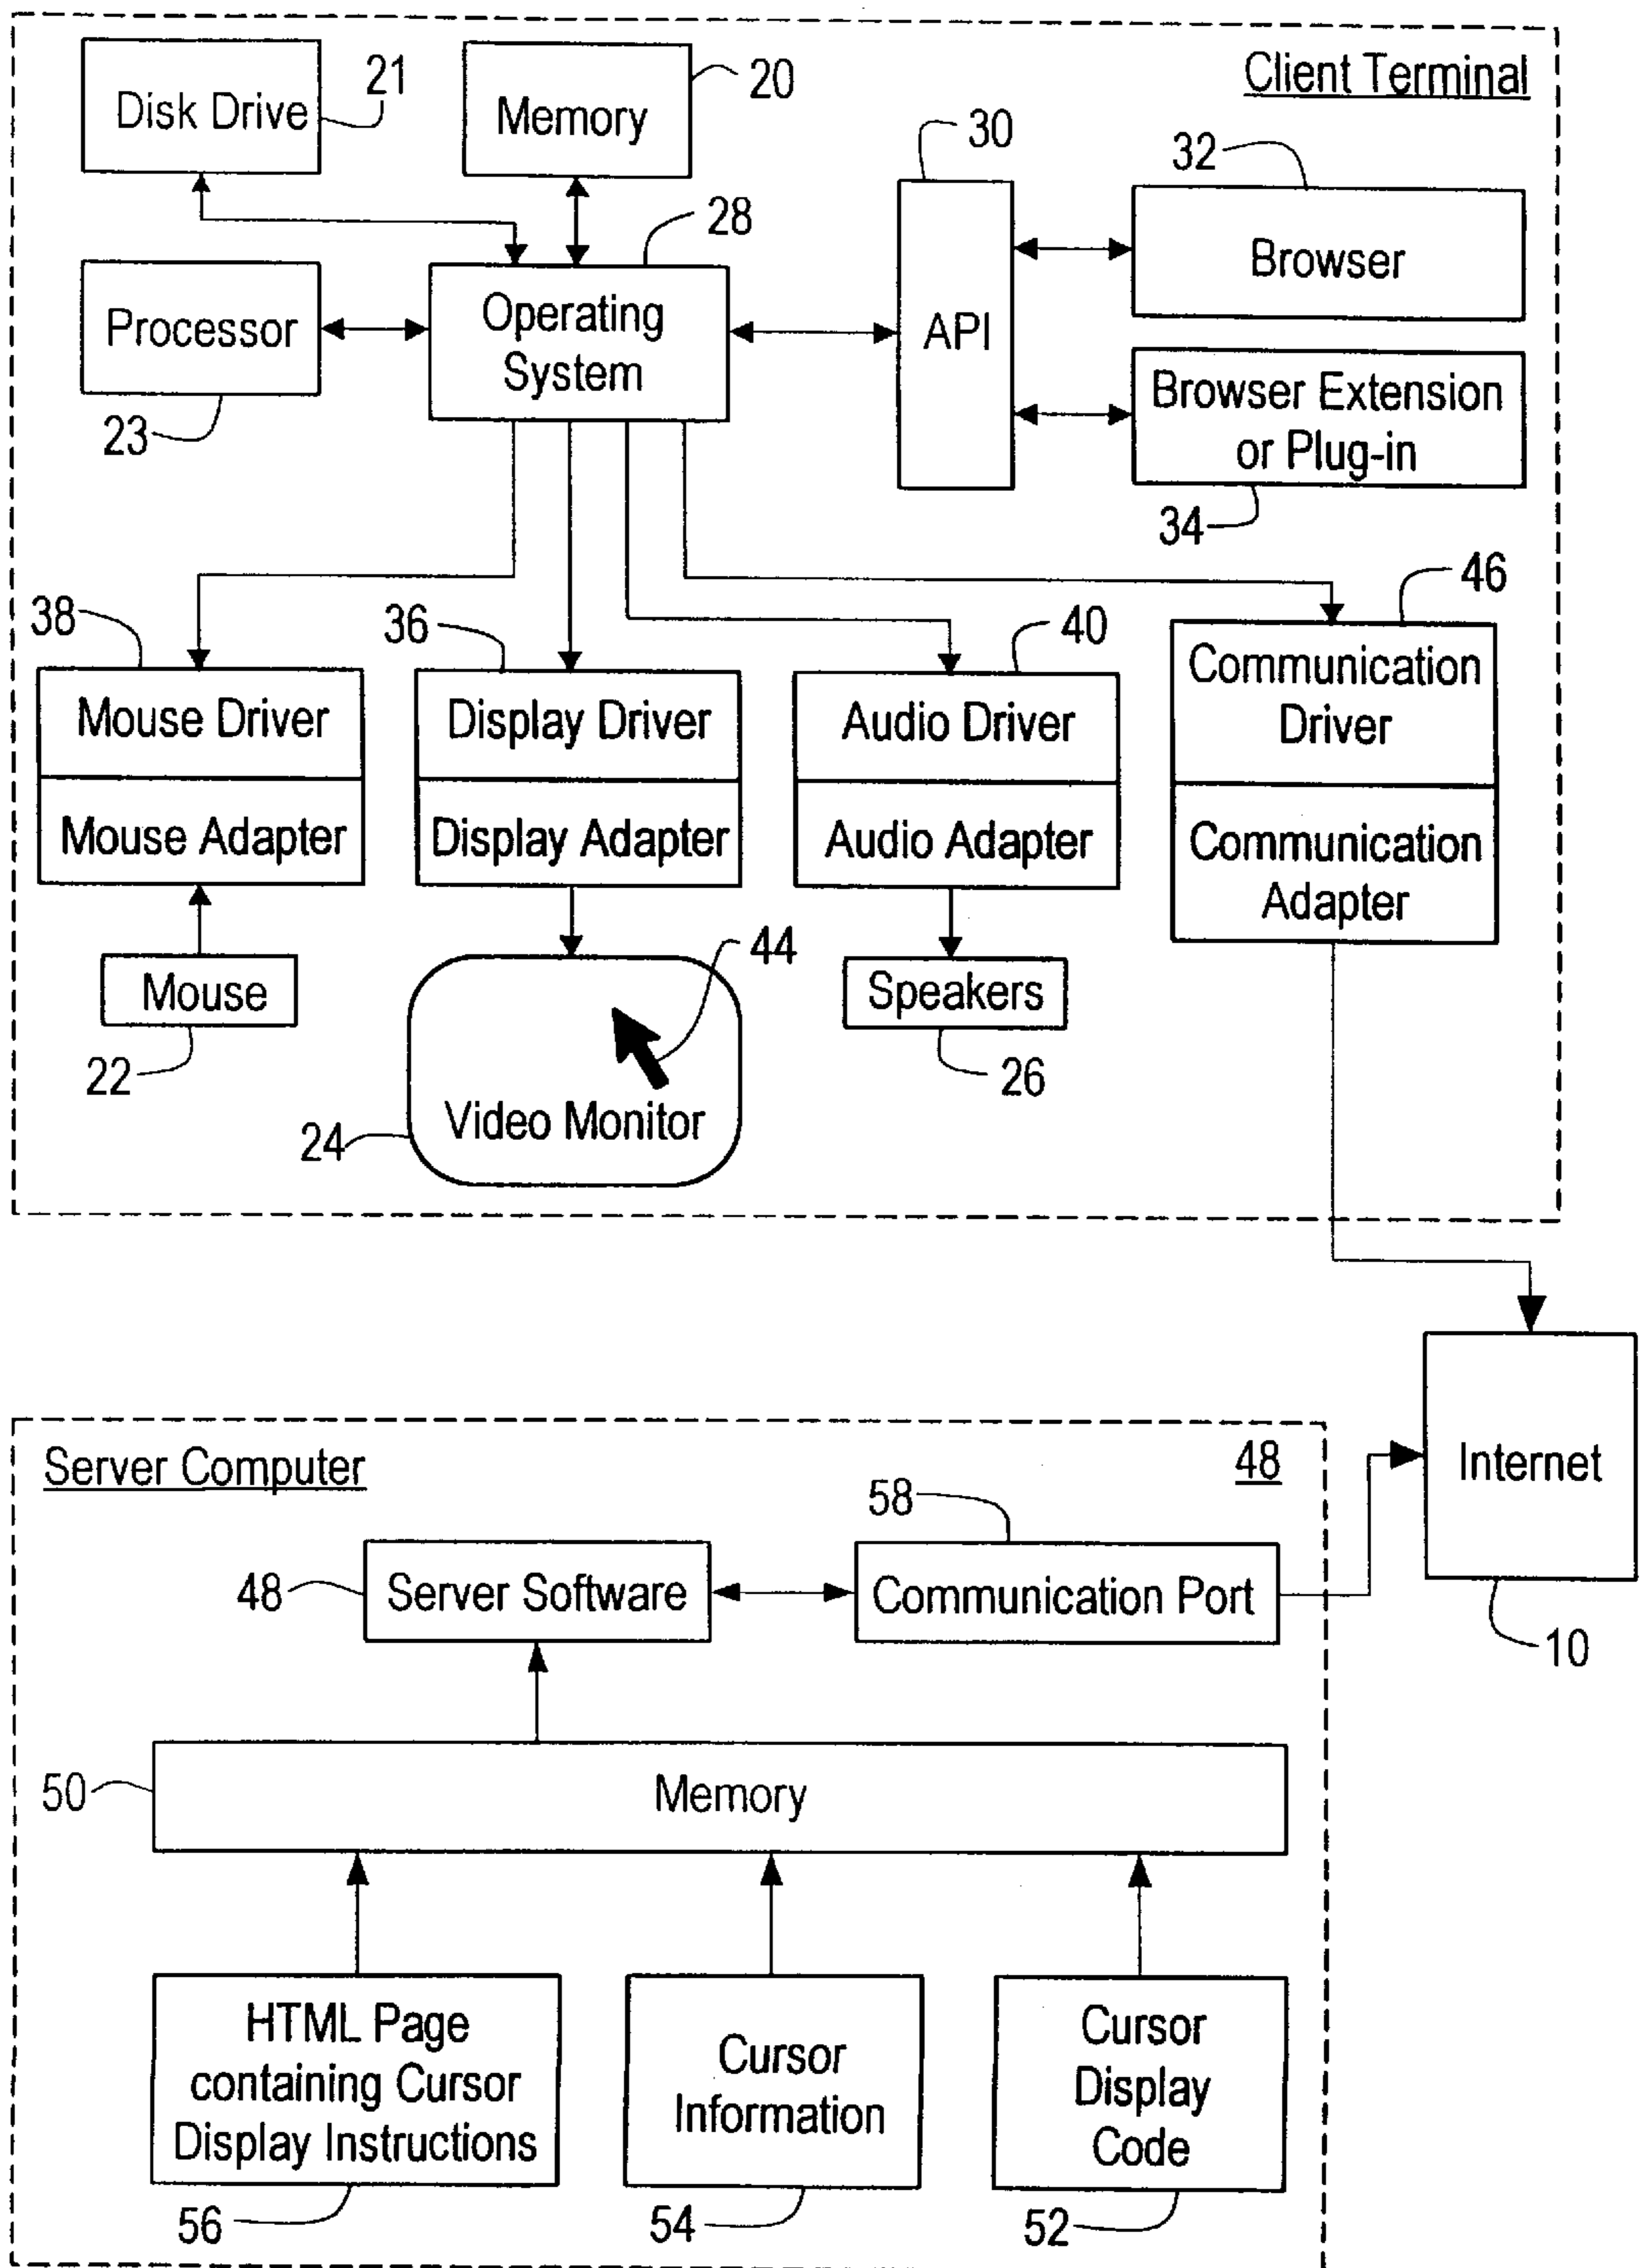 Client Terminal
Disk Drive
21
Memory
20
30
32
Browser
28
Processor
23
Operating
System
API
Browser Extension
or Plug-in
34
38
Mouse Driver
Mouse Adapter
Mouse
22
36
Display Driver
Display Adapter
44
Video Monitor
24
40
Audio Driver
Audio Adapter
Speakers
26
46
Communication
Driver
Communication
Adapter
Internet
10
Server Computer
48
58
48
Server Software
Communication Port
50
Memory
HTML Page
containing Cursor
Display Instructions
56
Cursor
Information
54
Cursor
Display
Code
52